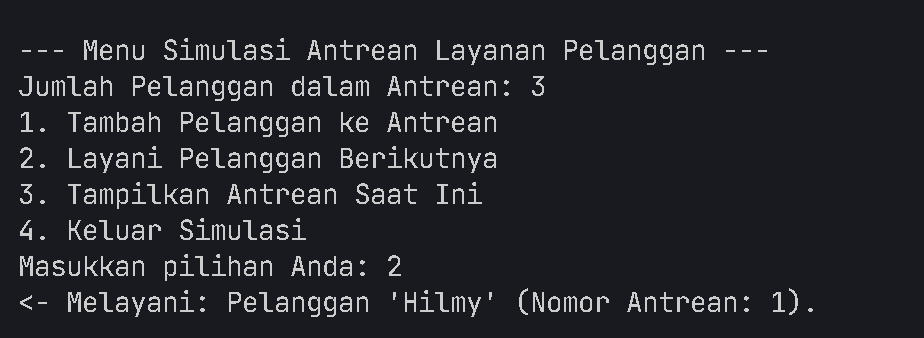 --- Menu Simulasi Antrean Layanan Pelanggan ---
Jumlah Pelanggan dalam Antrean: 3
1. Tambah Pelanggan ke Antrean
2. Layani Pelanggan Berikutnya
3. Tampilkan Antrean Saat Ini
4. Keluar Simulasi
Masukkan pilihan Anda: 2
<- Melayani: Pelanggan 'Hilmy' (Nomor Antrean: 1).